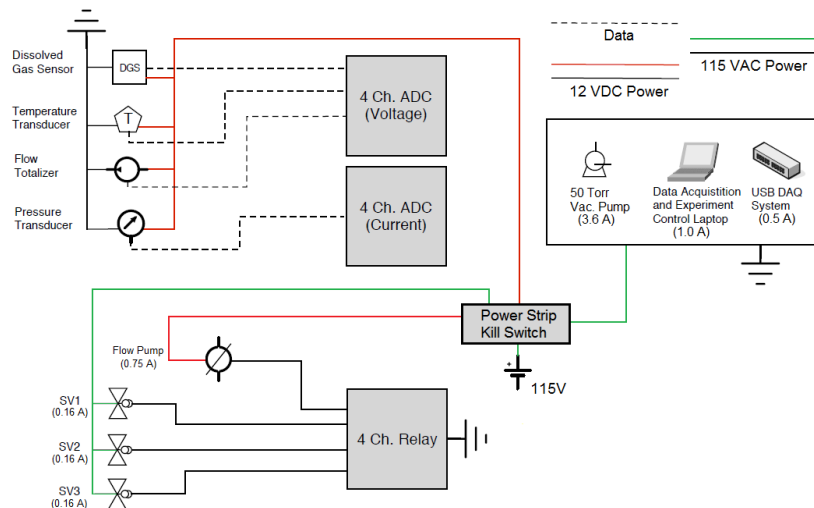 Dissolved
Gas Sensor
DGS
Temperature
Transducer
T
Flow
Totalizer
Pressure
Transducer
4 Ch. ADC
(Voltage)
4 Ch. ADC
(Current)
Data
115 VAC Power
12 VDC Power
50 Torr
Vac. Pump
(3.6 A)
Data Acquistition
and Experiment
Control Laptop
(1.0 A)
USB DAQ
System
(0.5 A)
Power Strip
Kill Switch
+
115V
Flow Pump
(0.75 A)
SV1
(0.16 A)
SV2
(0.16 A)
SV3
(0.16 A)
4 Ch. Relay